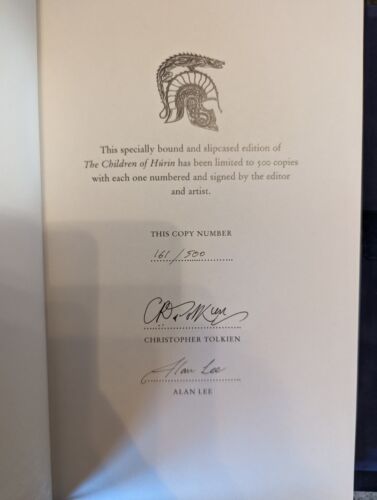 This specially bound and slipcased edition of
The Children of Húrin has been limited to 500 copies
with each one numbered and signed by the editor
and artist.
THIS COPY NUMBER
161/500
CHRISTOPHER TOLKIEN
Alan Lee
ALAN LEE